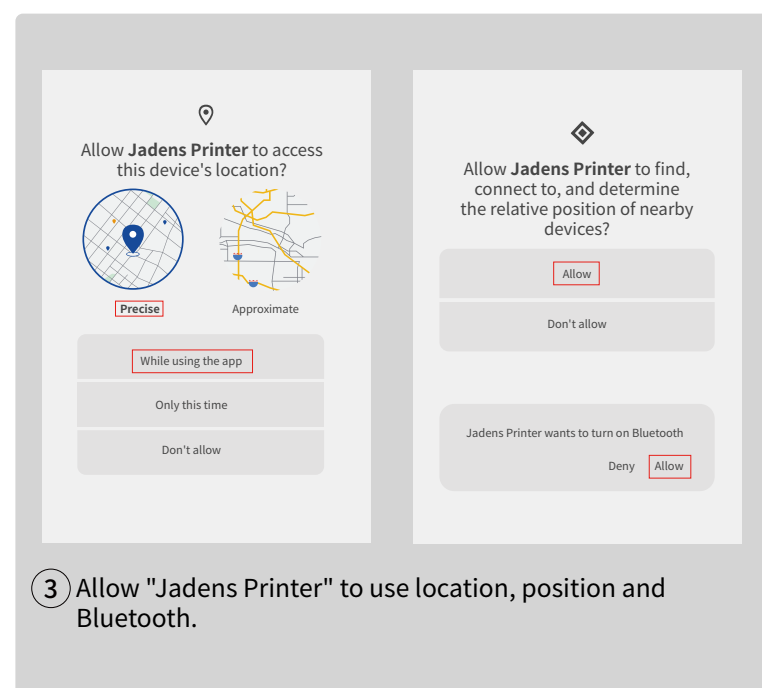 Allow Jadens Printer to access
this device's location?
Precise
Approximate
While using the app
Only this time
Don't allow
Allow Jadens Printer to find,
connect to, and determine
the relative position of nearby
devices?
Allow
Don't allow
Jadens Printer wants to turn on Bluetooth
Deny Allow
3 Allow "Jadens Printer" to use location, position and
Bluetooth.